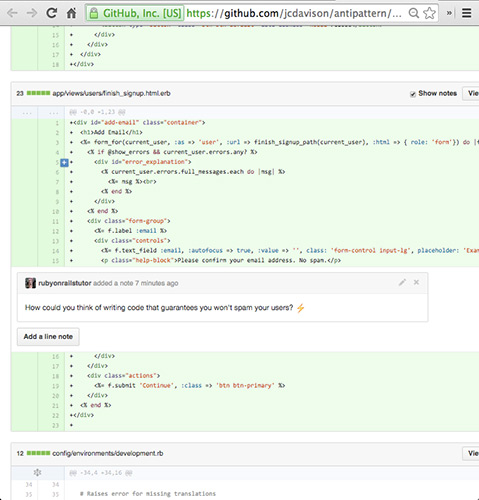 GitHub, Inc. [US] https://github.com/jcdavison/antipattern/...
14 + </div>
15 + </div>
16 + </div>
23 app/views/users/finish_signup.html.erb Show notes Vie
... ... @@ -0,0 +1,23 @@
1 +<div id="add-email" class="container">
2 + <h1>Add Email</h1>
3 + <%= form_for(current_user, :as => 'user', :url => finish_signup_path(current_user), :html => { role: 'form'}) do |f
4 + <% if @show_errors && current_user.errors.any? %>
5 + <div id="error_explanation">
6 + <% current_user.errors.full_messages.each do |msg| %>
7 + <%= msg %><br>
8 + <% end %>
9 + </div>
10 + <% end %>
11 + <div class="form-group">
12 + <%= f.label :email %>
13 + <div class="controls">
14 + <%= f.text_field :email, :autofocus => true, :value => '', class: 'form-control input-lg', placeholder: 'Exam
15 + <p class="help-block">Please confirm your email address. No spam.</p>
rubyonrailstutor added a note 7 minutes ago
How could you think of writing code that guarantees you won't spam your users?
Add a line note
16 + </div>
17 + </div>
18 + <div class="actions">
19 + <%= f.submit 'Continue', :class => 'btn btn-primary' %>
20 + </div>
21 + <% end %>
22 +</div>
23 +
12 config/environments/development.rb Vie
@@ -34,4 +34,16 @@
34 34
35 35 # Raises error for missing translations